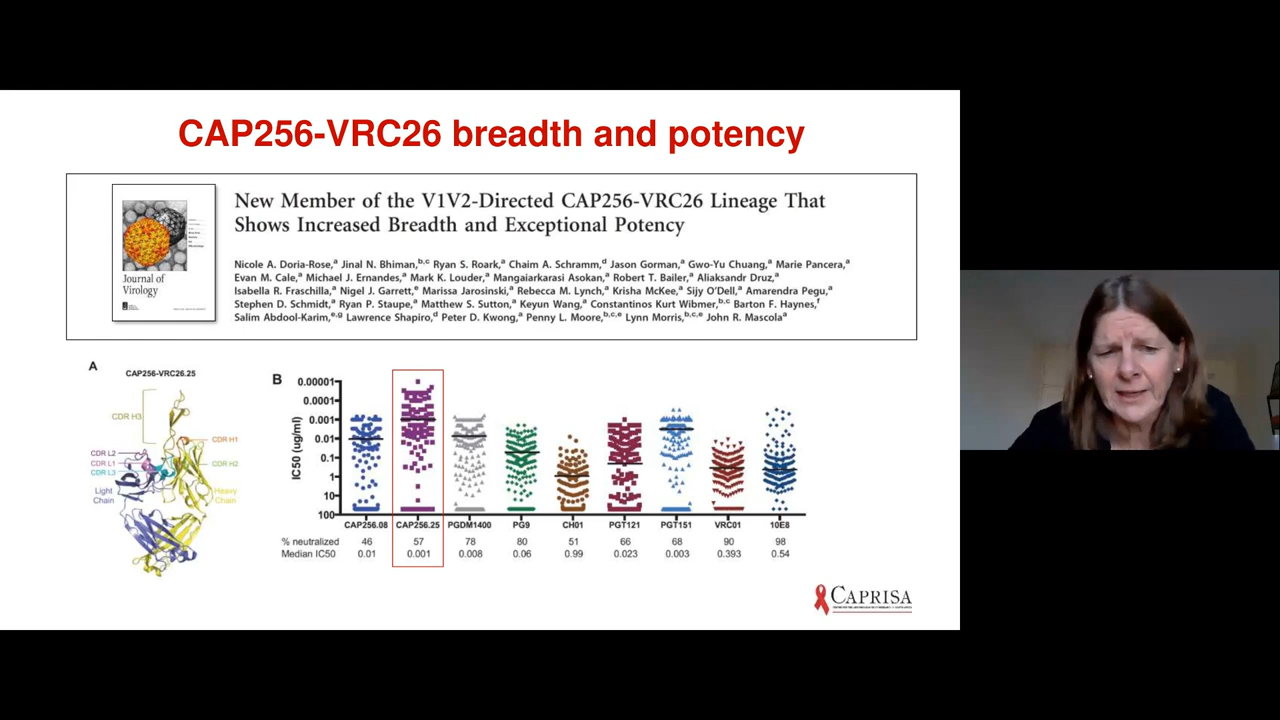 CAP256-VRC26 breadth and potency
New Member of the V1V2-Directed CAP256-VRC26 Lineage That
Shows Increased Breadth and Exceptional Potency
Nicole A. Doria-Rose,a Jinal N. Bhiman,b,c Ryan S. Roark,a Chaim A. Schramm,d Jason Gorman,a Gwo-Yu Chuang,a Marie Pancera,a
Evan M. Cale,a Michael J. Ernandes,a Mark K. Louder,a Mangaiarkarasi Asokan,a Robert T. Bailer,a Aliaksandr Druz,a
Isabella R. Fraschilla,a Nigel J. Garrett,e Marissa Jarosinski,a Rebecca M. Lynch,a Krisha McKee,a Sijy O'Dell,a Amarendra Pegu,a
Stephen D. Schmidt,a Ryan P. Staupe,a Matthew S. Sutton,a Keyun Wang,a Constantinos Kurt Wibmer,b,c Barton F. Haynes,f
Salim Abdool-Karim,e,g Lawrence Shapiro,d Peter D. Kwong,a Penny L. Moore,b,c,e Lynn Morris,b,c,e John R. Mascolaa
Journal of
Virology
A
CAP256-VRC26.25
CDR H3
CDR H1
CDR L2
CDR L1
CDR L3
CDR H2
Light
Chain
Heavy
Chain
B
IC50 (ug/ml)
0.00001
0.0001
0.001
0.01
0.1
1
10
100
CAP256.08 CAP256.25 PGDM1400 PG9 CH01 PGT121 PGT151 VRC01 10E8
% neutralized 46 57 78 80 51 66 68 90 98
Median IC50 0.01 0.001 0.008 0.06 0.99 0.023 0.003 0.393 0.54
CAPRISA